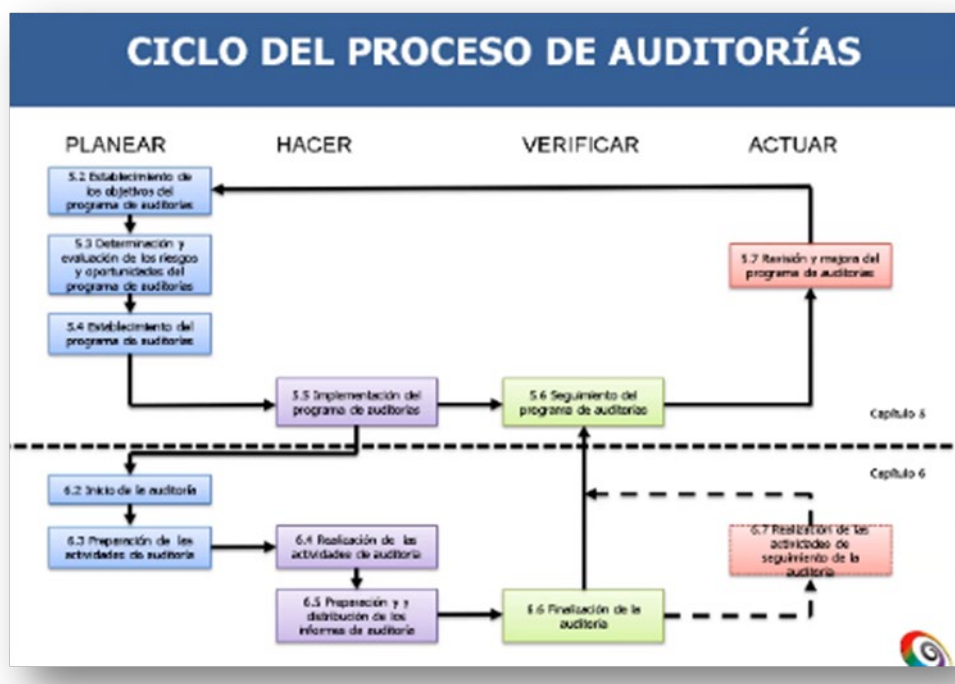 CICLO DEL PROCESO DE AUDITORÍAS
PLANEAR
HACER
VERIFICAR
ACTUAR
5.2 Establecimiento de
los objetivos del
programa de auditorías
5.3 Determinación y
evaluación de los riesgos
y oportunidades del
programa de auditorías
5.4 Establecimiento del
programa de auditorías
5.5 Implementación del
programa de auditorías
5.6 Seguimiento del
programa de auditorías
5.7 Revisión y mejora del
programa de auditorías
Capítulo 5
Capítulo 6
6.2 Inicio de la auditoría
6.3 Preparación de las
actividades de auditoría
6.4 Realización de las
actividades de auditoría
6.5 Preparación y y
distribución de los
informes de auditoría
6.6 Finalización de la
auditoría
6.7 Realización de las
actividades de
seguimiento de la
auditoría